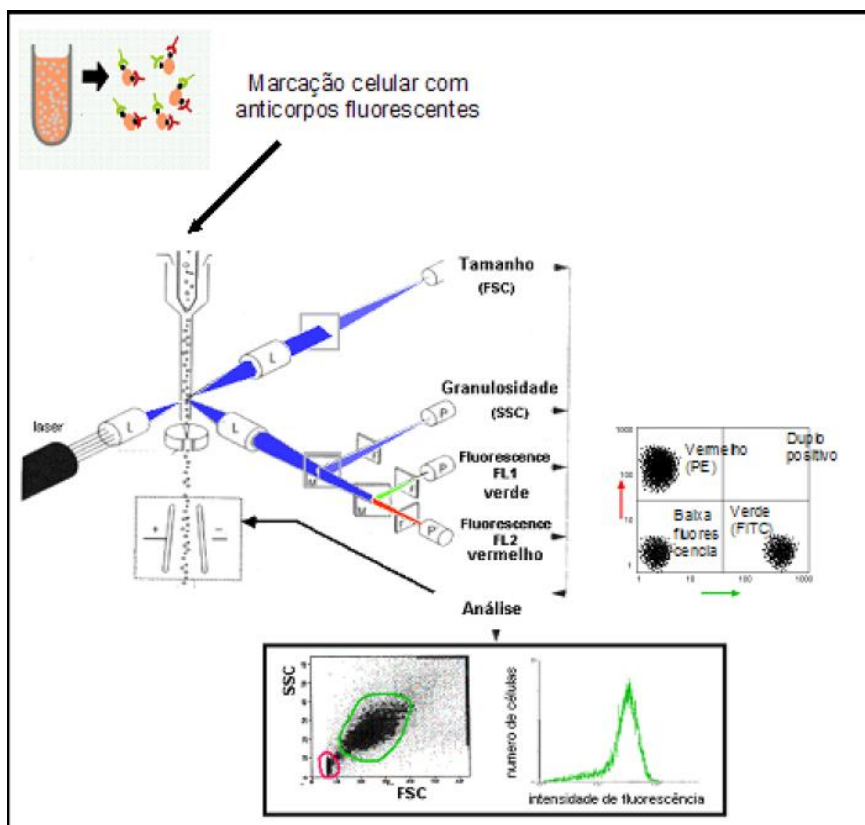 Marcação celular com
anticorpos fluorescentes
Tamanho
(FSC)
L
laser
L
L
Granulosidade
(SSC)
P
M
f
Fluorescence
FL1
verde
P
f
M
Fluorescence
FL2
vermelho
P
f
+
−
Análise
1000
100
10
1
Vermelho
(PE)
Duplo
positivo
Baixa
fluores
cencia
Verde
(FITC)
1 10 100 1000
SSC
FSC
numero de células
intensidade de fluorescência